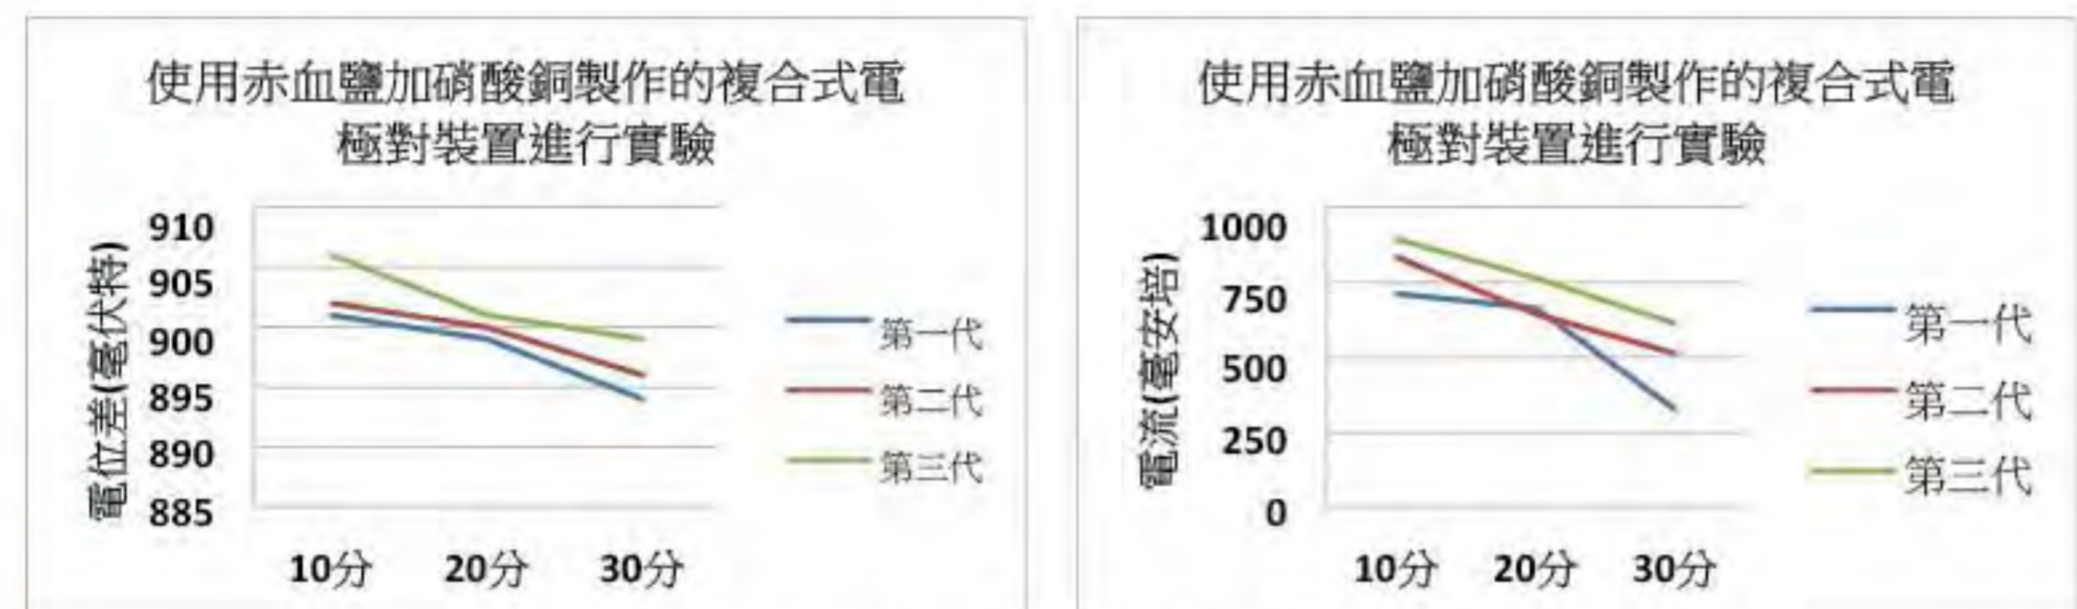 使用赤血鹽加硝酸銅製作的複合式電
極對裝置進行實驗
電位差(毫伏特)
910
905
900
895
890
885
10分 20分 30分
第一代
第二代
第三代
使用赤血鹽加硝酸銅製作的複合式電
極對裝置進行實驗
電流(毫安培)
1000
750
500
250
0
10分 20分 30分
第一代
第二代
第三代